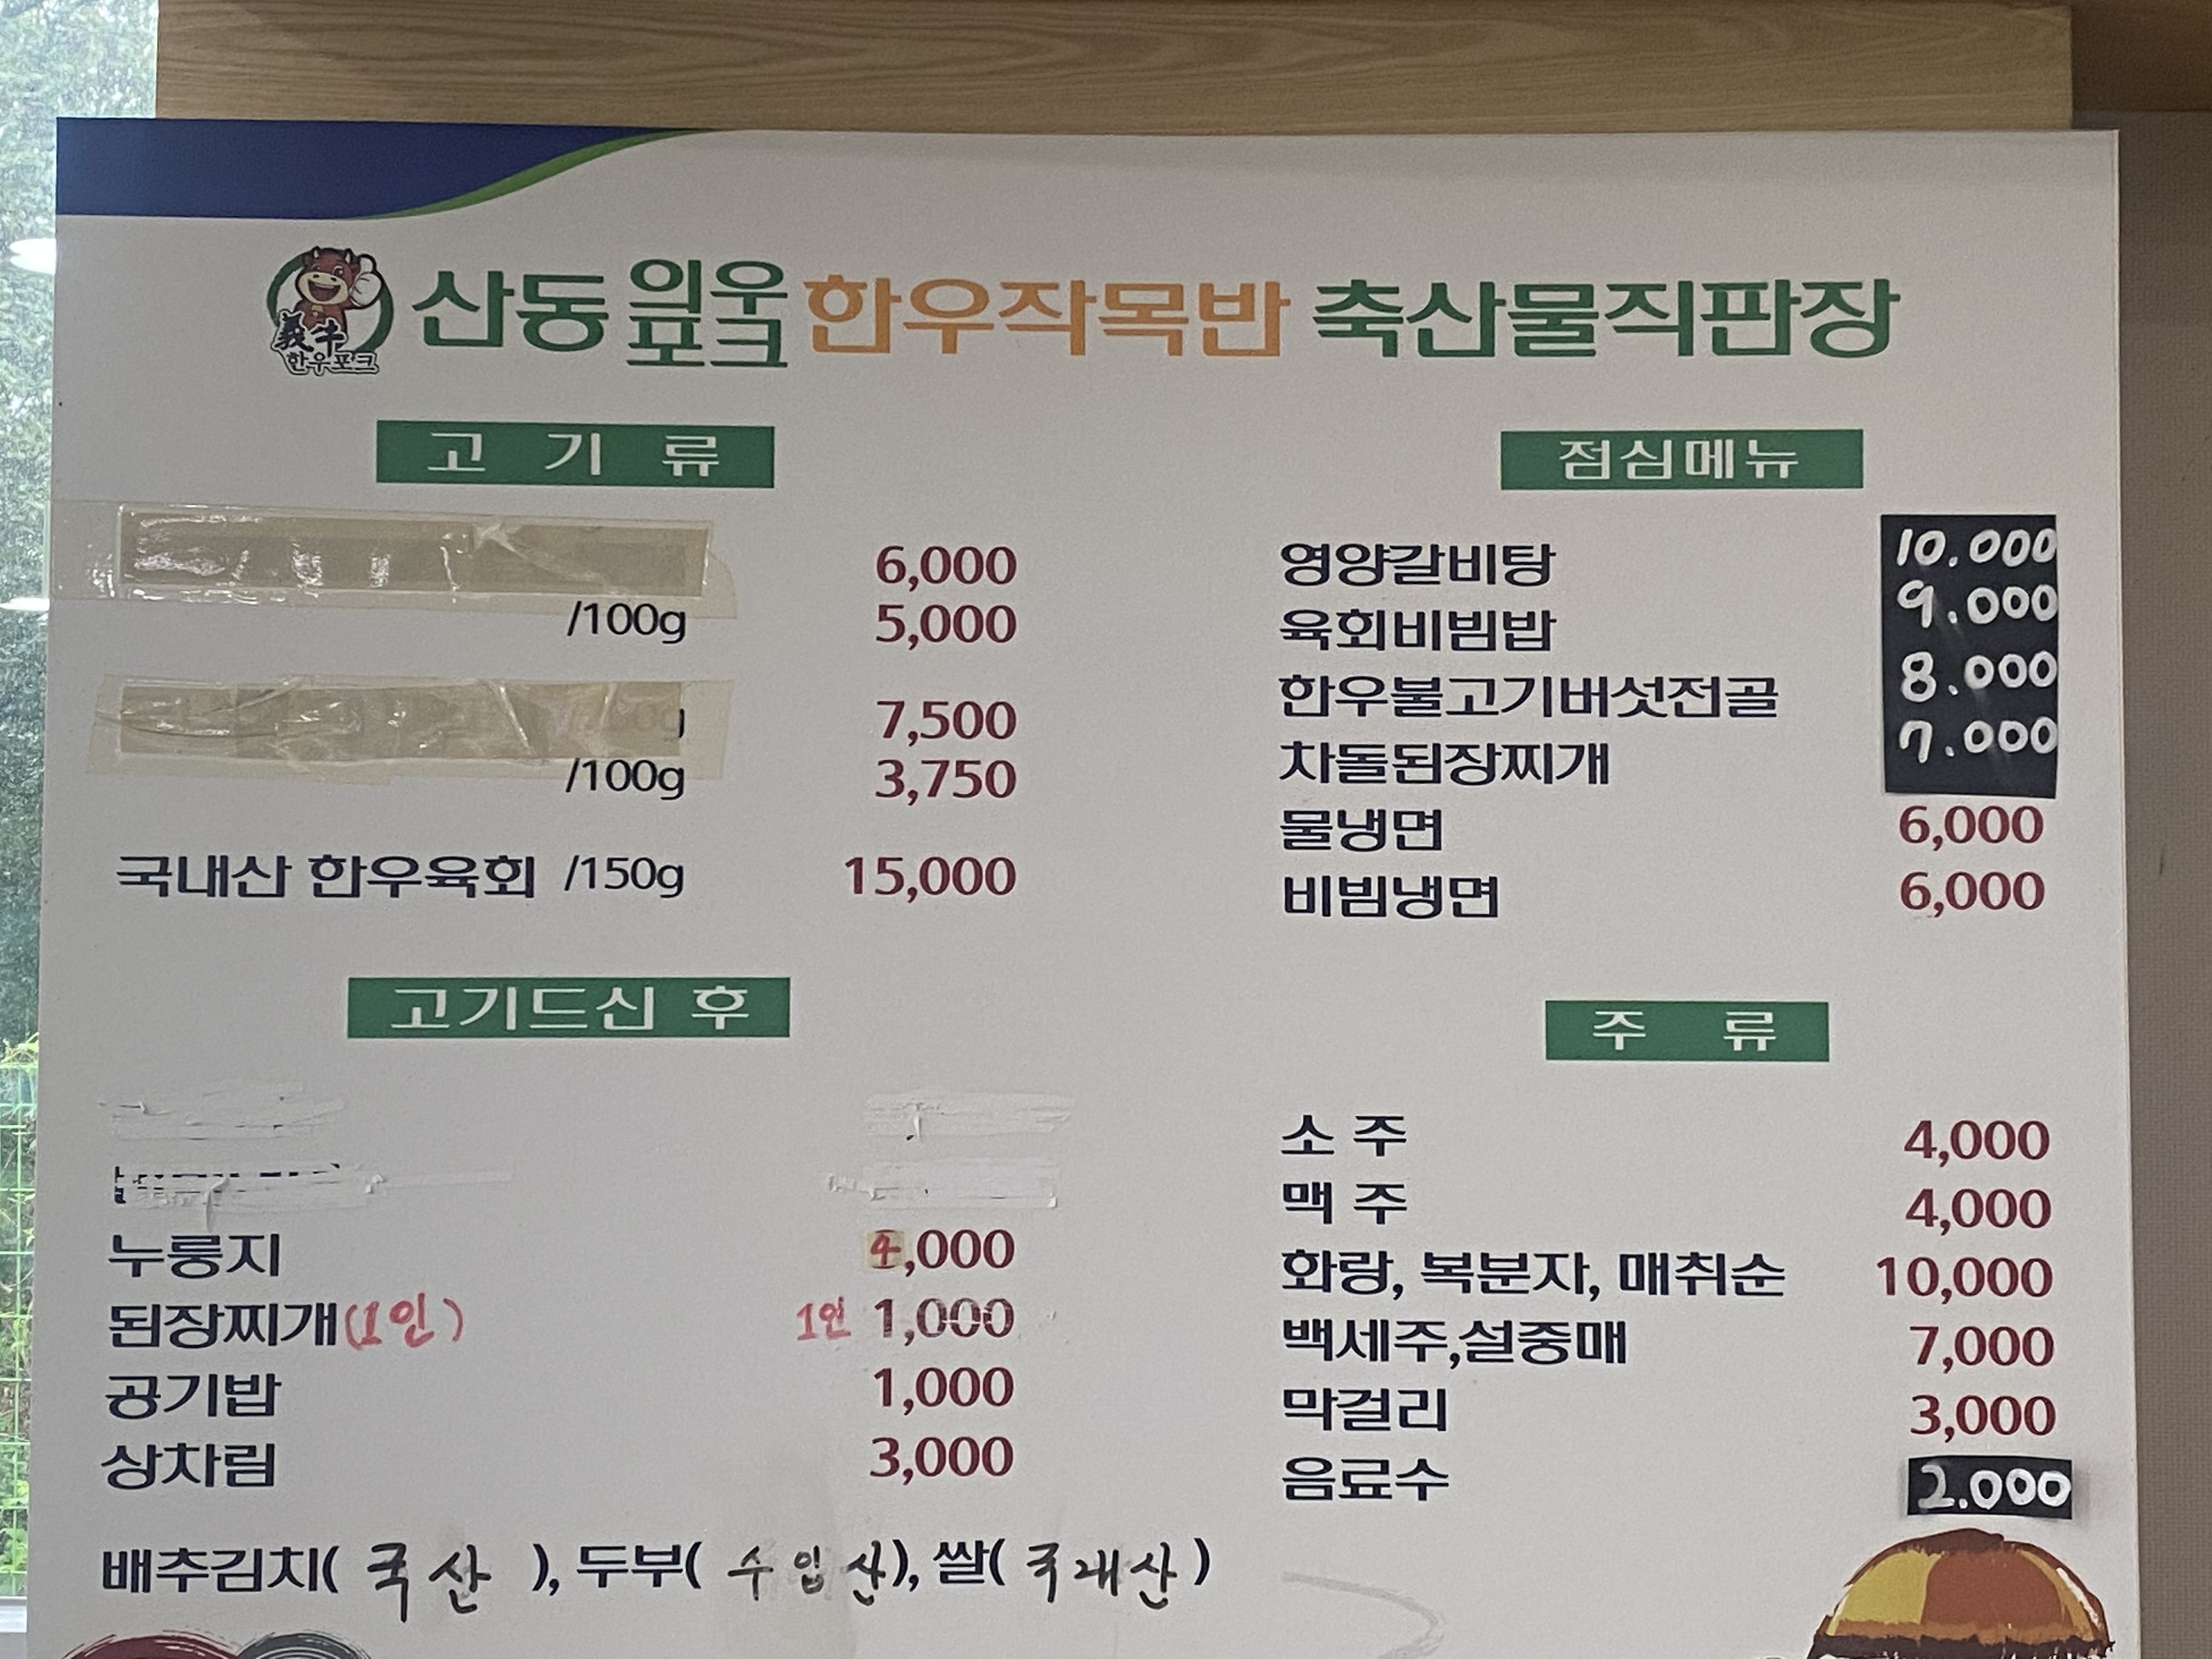 義牛
한우포크
산동 의우포크 한우작목반 축산물직판장
고기류
6,000
/100g 5,000
7,500
/100g 3,750
국내산 한우육회 /150g 15,000
고기드신 후
누룽지 4,000
된장찌개(1인) 1인 1,000
공기밥 1,000
상차림 3,000
배추김치( 국산 ), 두부( 수입산), 쌀( 국내산 )
점심메뉴
영양갈비탕 10.000
육회비빔밥 9.000
한우불고기버섯전골 8.000
차돌된장찌개 7.000
물냉면 6,000
비빔냉면 6,000
주류
소주 4,000
맥주 4,000
화랑, 복분자, 매취순 10,000
백세주,설중매 7,000
막걸리 3,000
음료수 2.000